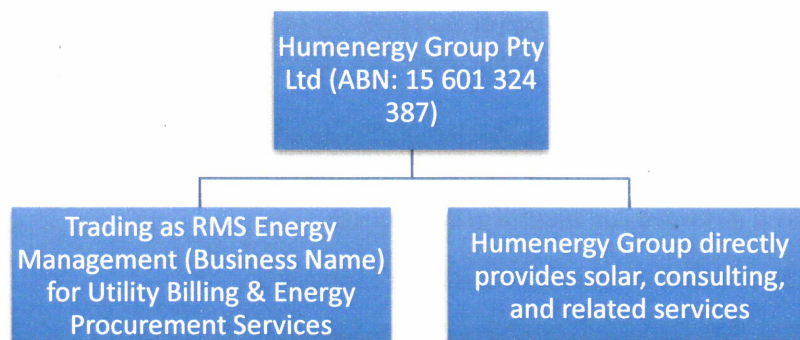 Humenergy Group Pty
Ltd (ABN: 15 601 324
387)
Trading as RMS Energy
Management (Business Name)
for Utility Billing & Energy
Procurement Services
Humenergy Group directly
provides solar, consulting,
and related services